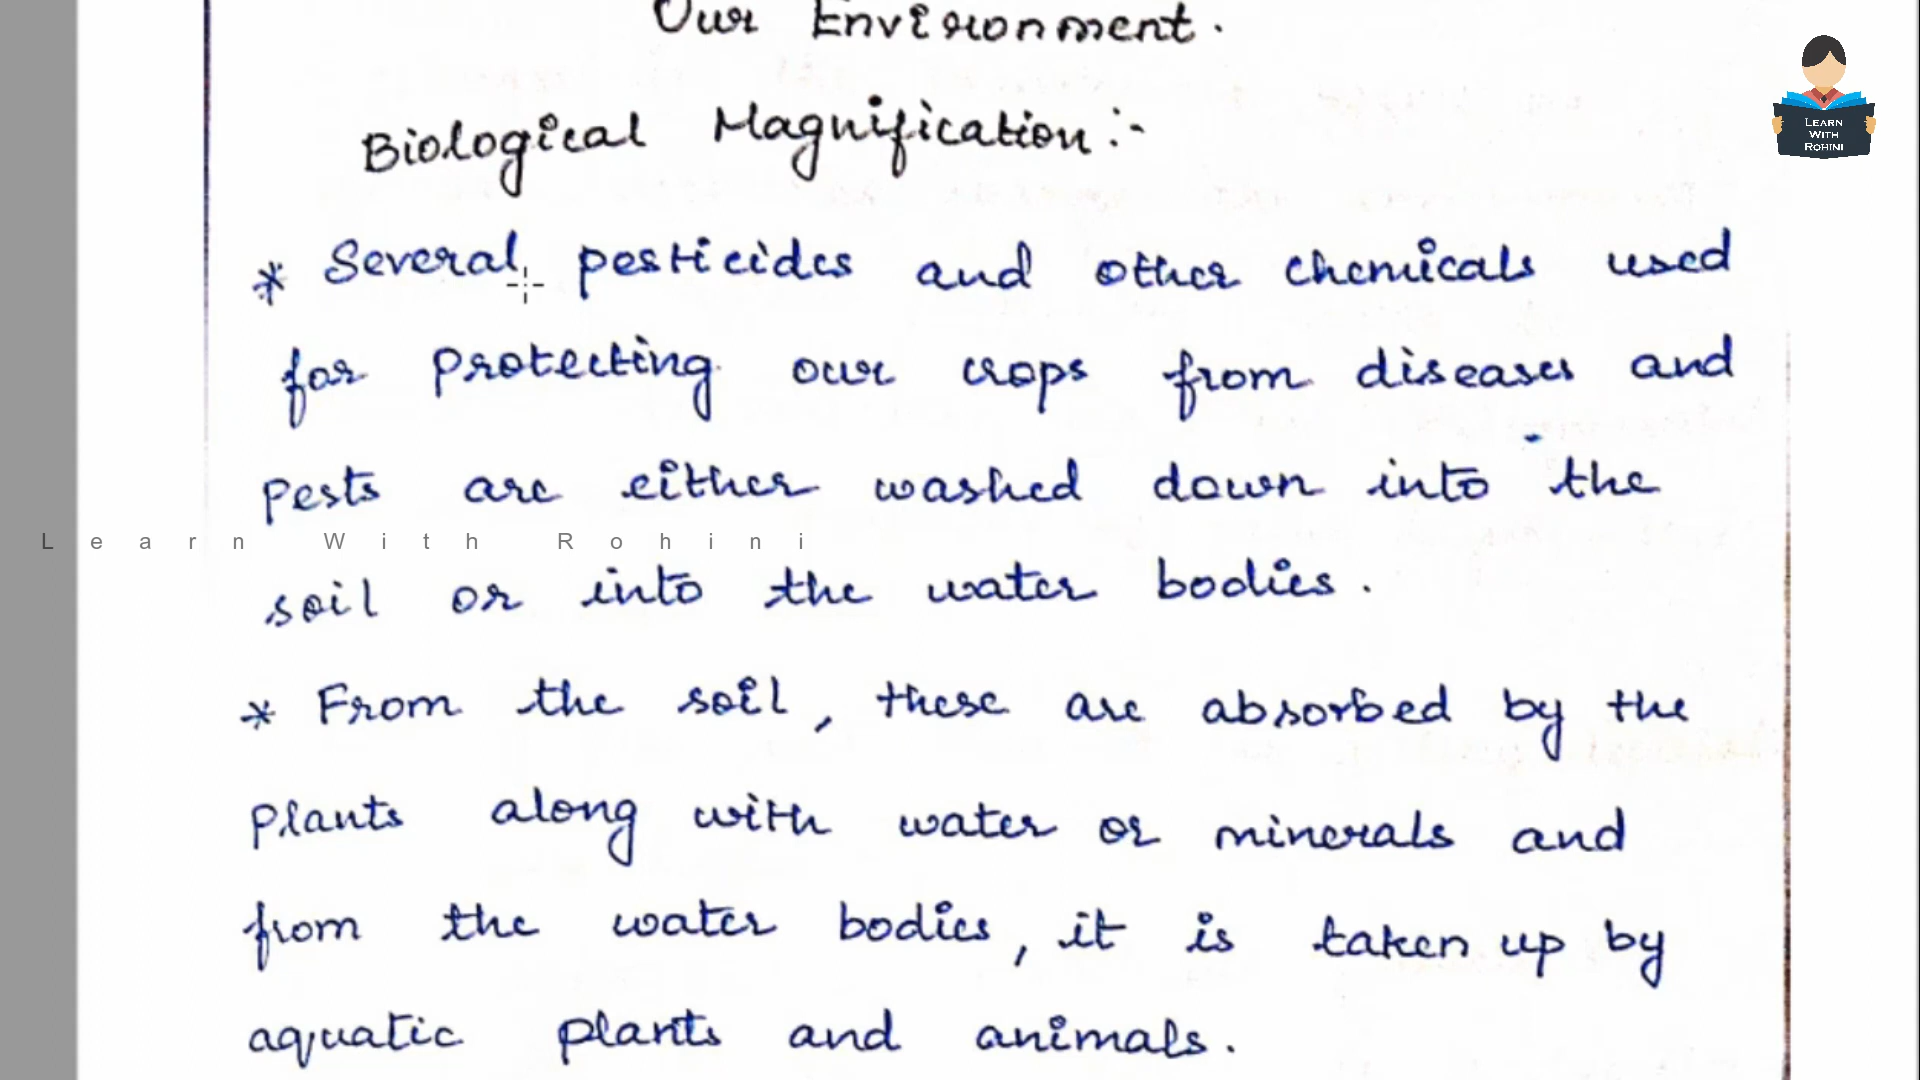 Our Environment.
Biological Magnification:-
* Several pesticides and other chemicals used
for protecting our crops from diseases and
pests are either washed down into the
soil or into the water bodies.
* From the soil, these are absorbed by the
plants along with water or minerals and
from the water bodies, it is taken up by
aquatic plants and animals.
Learn With Rohini
LEARN
WITH
ROHINI